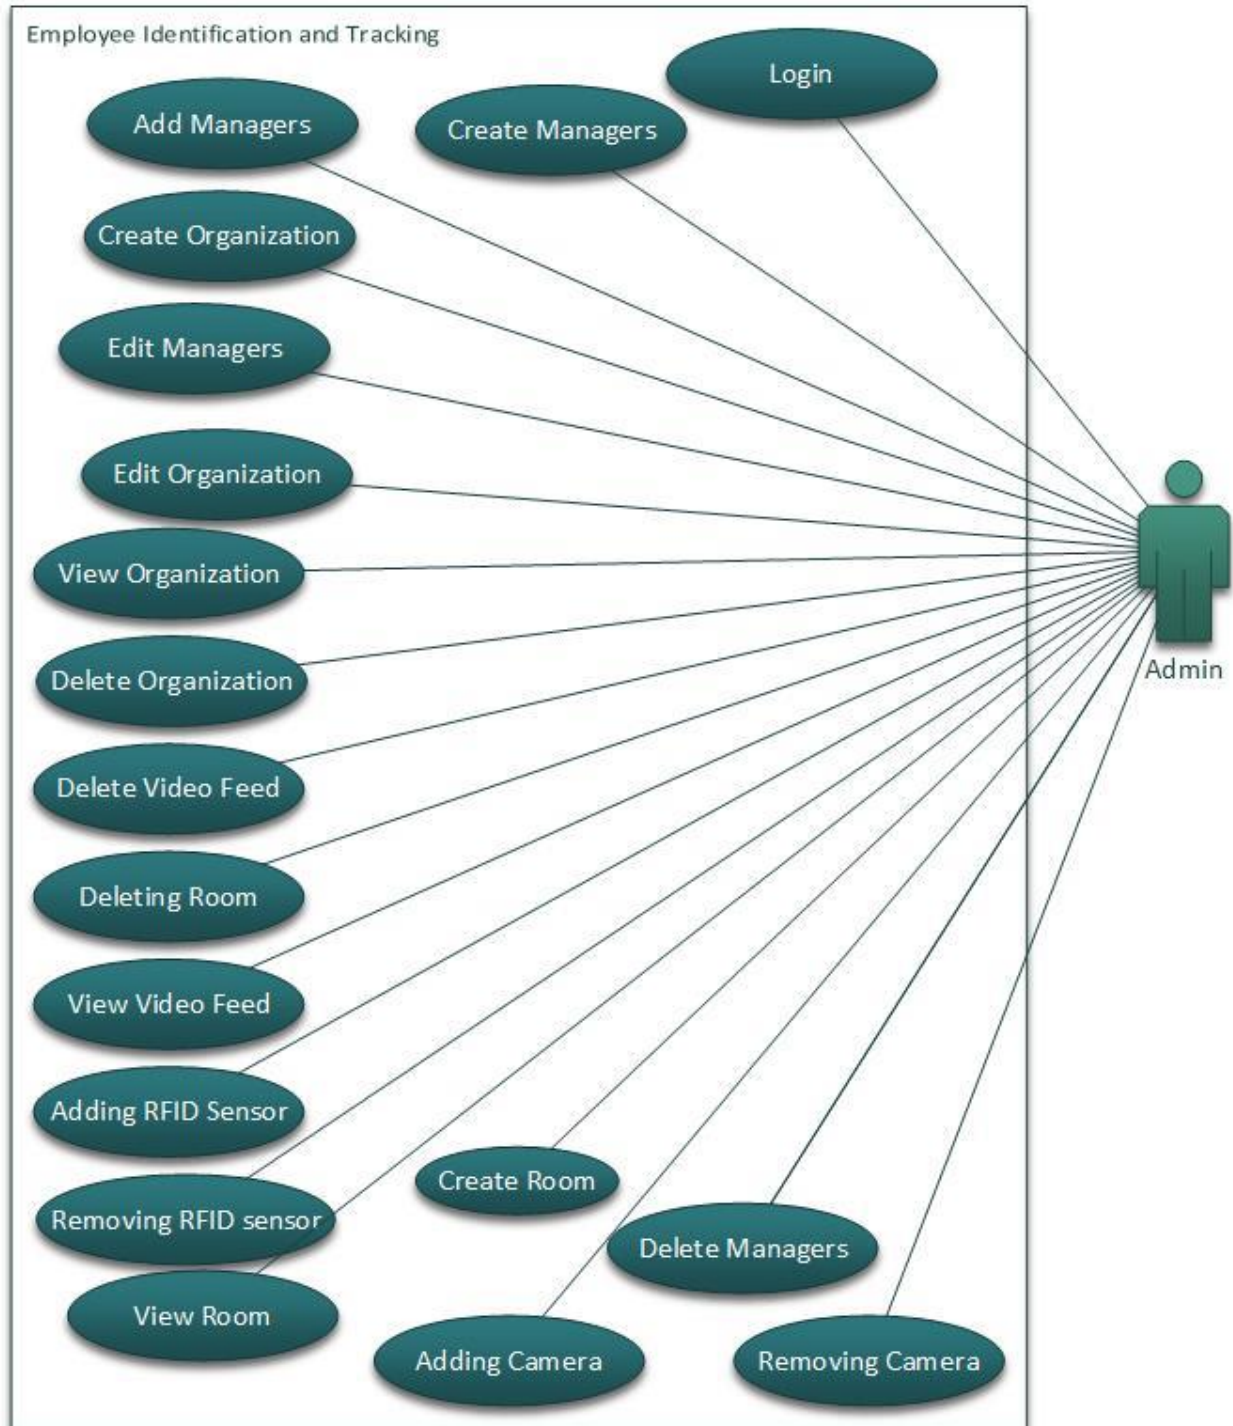 Employee Identification and Tracking
Login
Add Managers
Create Managers
Create Organization
Edit Managers
Edit Organization
View Organization
Delete Organization
Admin
Delete Video Feed
Deleting Room
View Video Feed
Adding RFID Sensor
Create Room
Removing RFID sensor
Delete Managers
View Room
Adding Camera
Removing Camera